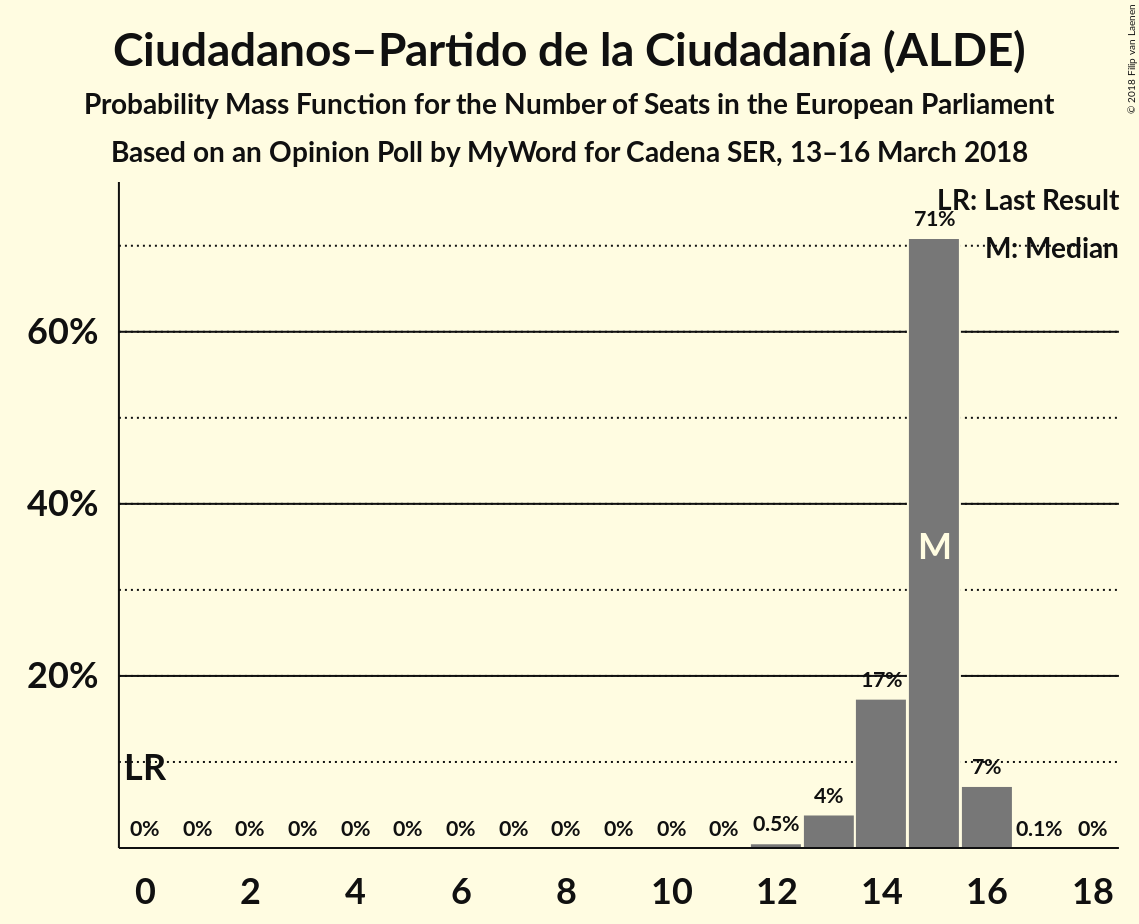 Ciudadanos–Partido de la Ciudadanía (ALDE)
Probability Mass Function for the Number of Seats in the European Parliament
Based on an Opinion Poll by MyWord for Cadena SER, 13–16 March 2018
© 2018 Filip van Laenen
LR: Last Result
M: Median
71%
60%
40%
M
20%
17%
LR
7%
4%
0% 0% 0% 0% 0% 0% 0% 0% 0% 0% 0% 0% 0.5% 0.1% 0%
0 2 4 6 8 10 12 14 16 18